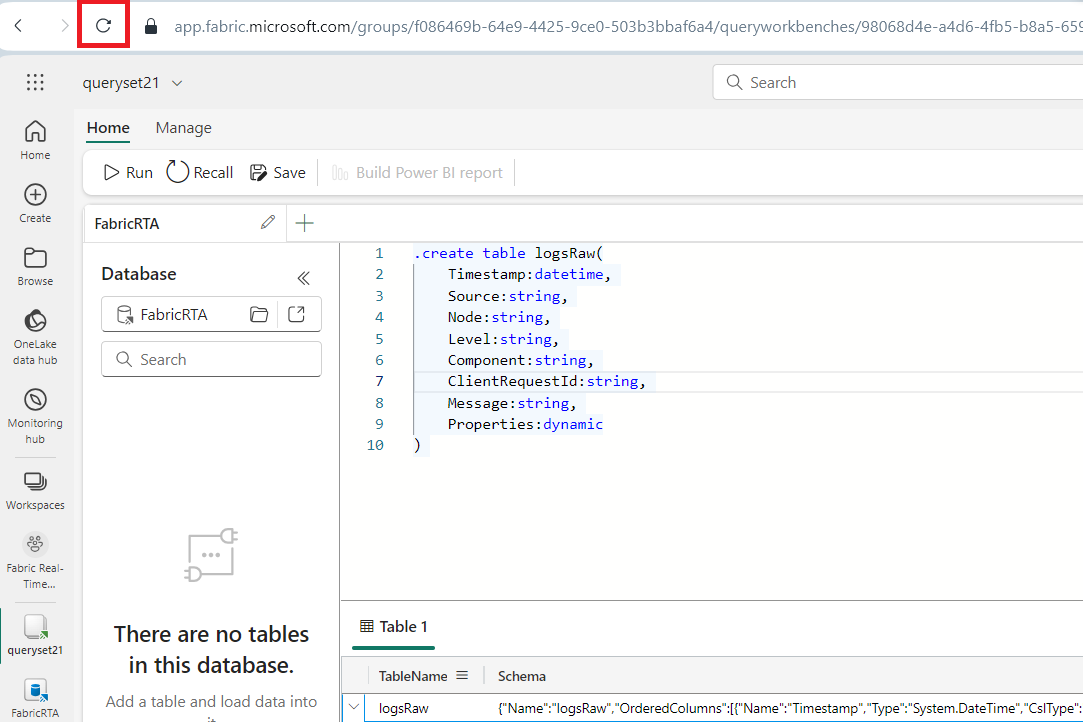 app.fabric.microsoft.com/groups/f086469b-64e9-4425-9ce0-503b3bbaf6a4/queryworkbenches/98068d4e-a4d6-4fb5-b8a5-659
queryset21
Search
Home
Home Manage
Run Recall Save Build Power BI report
Create
FabricRTA
Browse
Database
FabricRTA
Search
OneLake
data hub
Monitoring
hub
Workspaces
Fabric Real-
Time...
queryset21
FabricRTA
1 .create table logsRaw(
2 Timestamp:datetime,
3 Source:string,
4 Node:string,
5 Level:string,
6 Component:string,
7 ClientRequestId:string,
8 Message:string,
9 Properties:dynamic
10 )
There are no tables
in this database.
Add a table and load data into
Table 1
TableName Schema
logsRaw {"Name":"logsRaw","OrderedColumns":[{"Name":"Timestamp","Type":"System.DateTime","CslType":